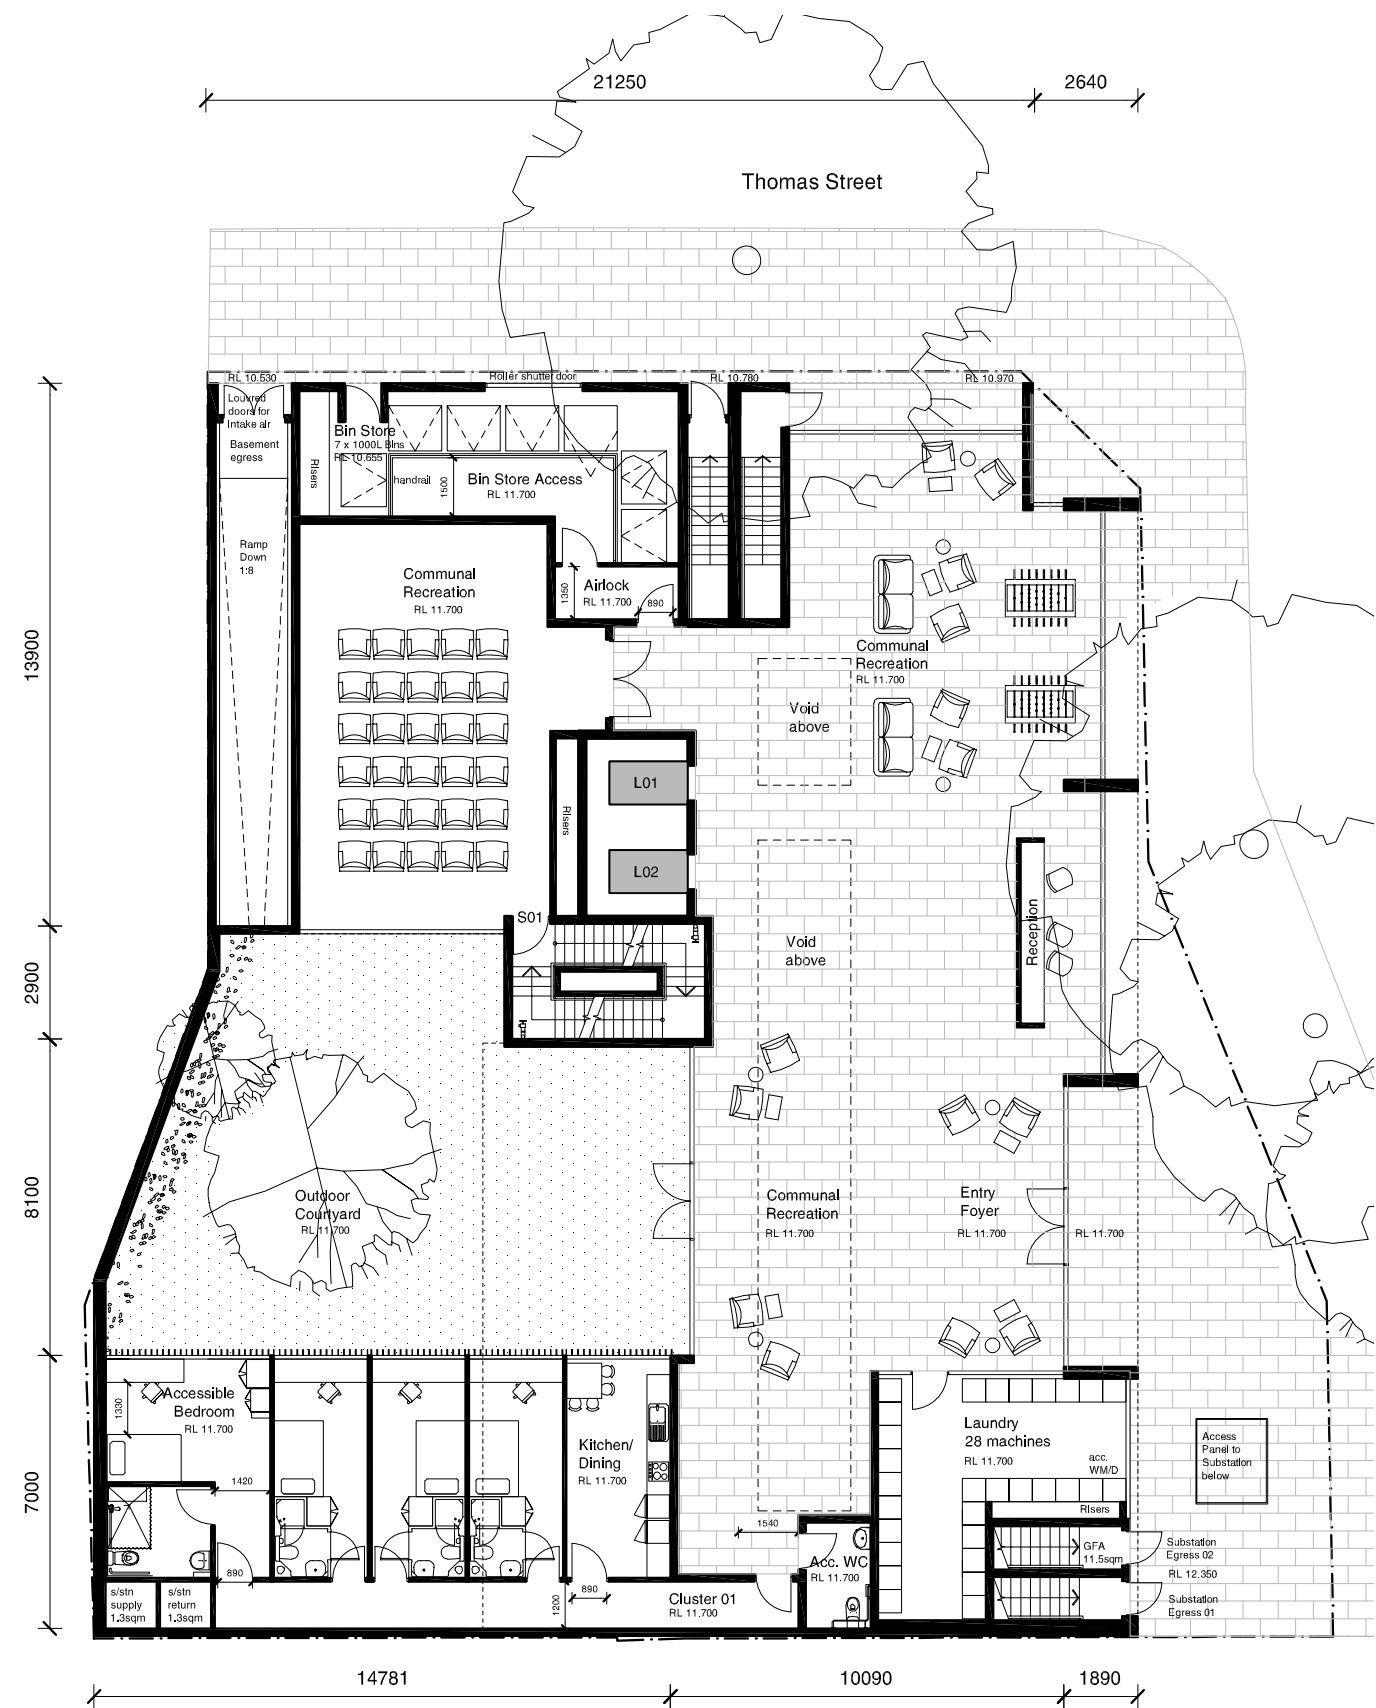 21250
2640
Thomas Street
RL 10.530
Roller shutter door
RL 10.780
RL 10.970
Louvred
doors for
Intake air
Basement
egress
Risers
Bin Store
7 x 1000L BIns
RL 10.655
handrail
1500
Bin Store Access
RL 11.700
Ramp
Down
1:8
Communal
Recreation
RL 11.700
1350
Airlock
RL 11.700
890
13900
Communal
Recreation
RL 11.700
Void
above
L01
Risers
L02
Reception
S01
Void
above
2900
8100
Outdoor
Courtyard
RL 11.700
Communal
Recreation
RL 11.700
Entry
Foyer
RL 11.700
RL 11.700
7000
1330
Accessible
Bedroom
RL 11.700
1420
Kitchen/
Dining
RL 11.700
Laundry
28 machines
RL 11.700
acc.
WM/D
Risers
Access
Panel to
Substation
below
1540
Acc. WC
RL 11.700
GFA
11.5sqm
Substation
Egress 02
RL 12.350
Substation
Egress 01
s/stn
supply
1.3sqm
s/stn
return
1.3sqm
890
1200
890
Cluster 01
RL 11.700
14781
10090
1890